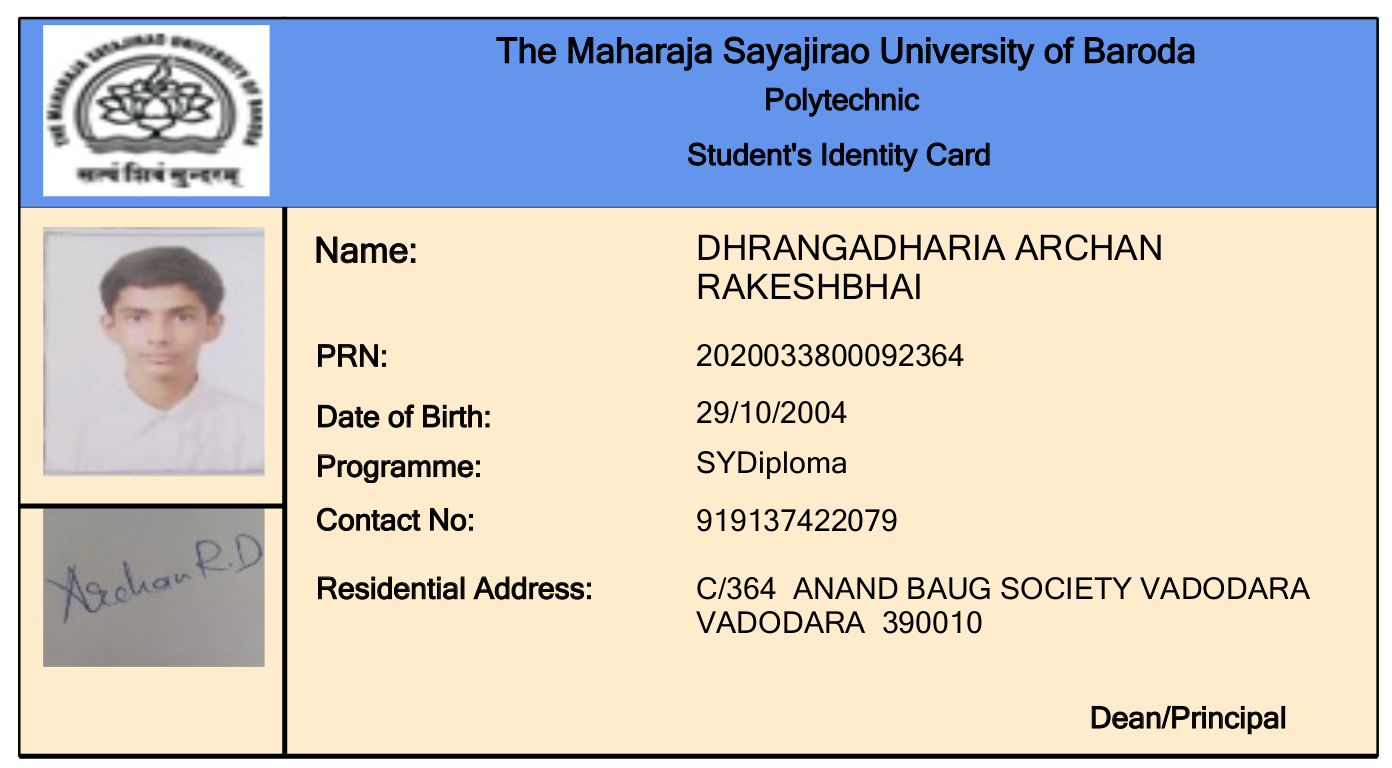 THE MAHARAJA SAYAJIRAO UNIVERSITY OF BARODA
सत्यं शिवं सुन्दरम्
The Maharaja Sayajirao University of Baroda
Polytechnic
Student's Identity Card
Name: DHRANGADHARIA ARCHAN
RAKESHBHAI
PRN: 2020033800092364
Date of Birth: 29/10/2004
Programme: SYDiploma
Contact No: 919137422079
Residential Address: C/364  ANAND BAUG SOCIETY VADODARA
VADODARA  390010
Archan R.D
Dean/Principal